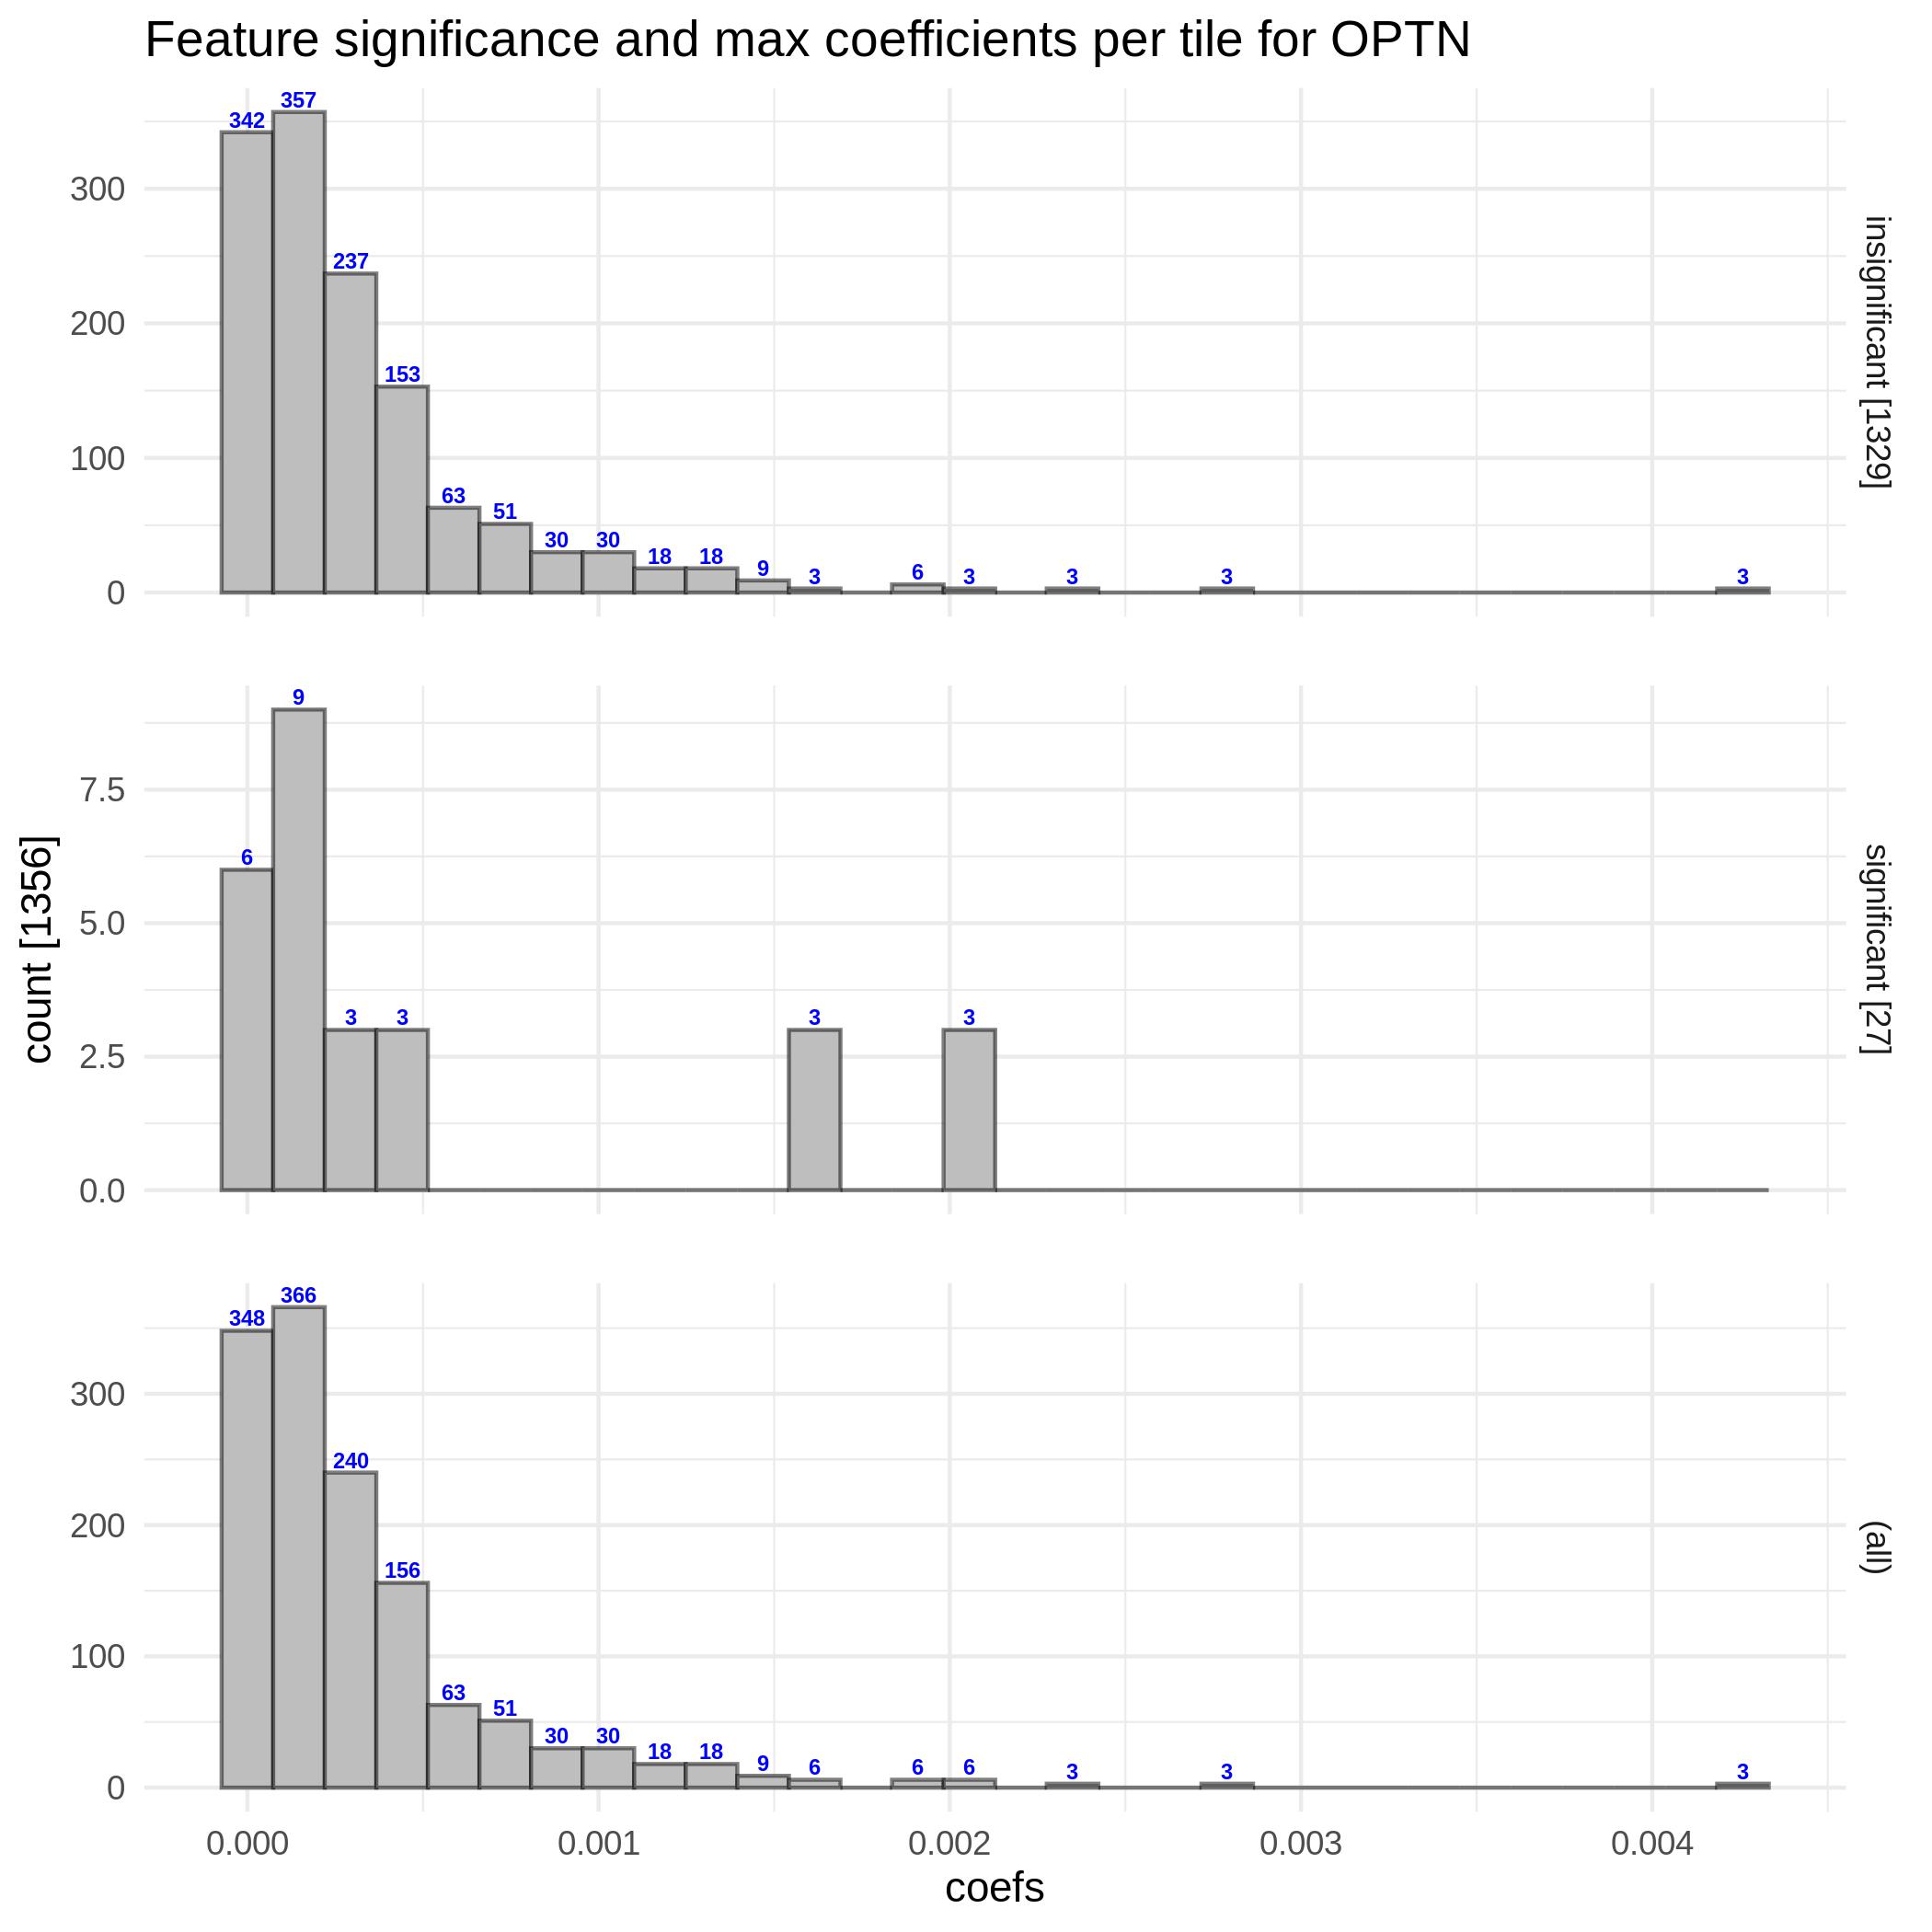 Feature significance and max coefficients per tile for OPTN
342 357 237 153 63 51 30 30 18 18 9 3 6 3 3 3 3
300
200
100
0
insignificant [1329]
6 9 3 3 3 3
7.5
5.0
2.5
0.0
significant [27]
count [1356]
348 366 240 156 63 51 30 30 18 18 9 6 6 6 3 3 3
300
200
100
0
(all)
0.000 0.001 0.002 0.003 0.004
coefs